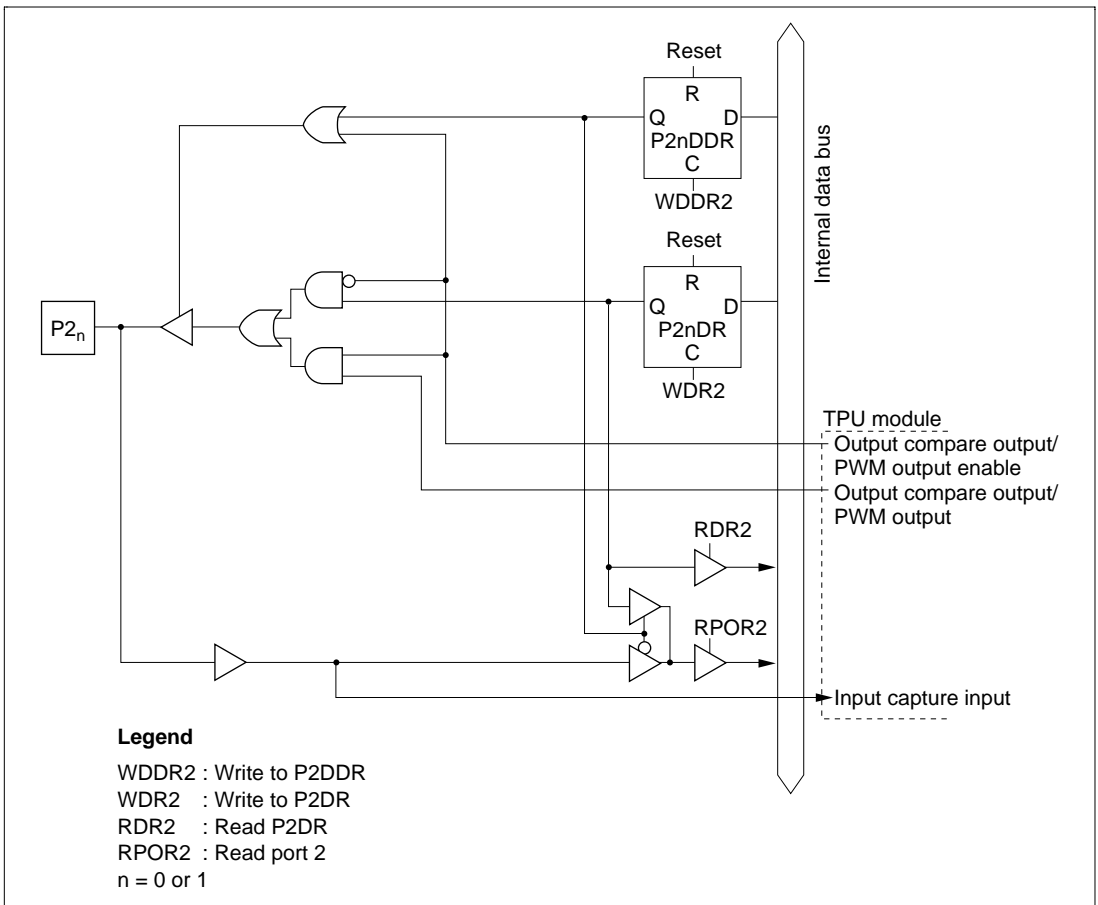 Reset
R
Q D
P2nDDR
C
WDDR2
Internal data bus
Reset
R
Q D
P2nDR
C
WDR2
P2n
TPU module
Output compare output/
PWM output enable
Output compare output/
PWM output
RDR2
RPOR2
Input capture input
Legend
WDDR2 : Write to P2DDR
WDR2 : Write to P2DR
RDR2 : Read P2DR
RPOR2 : Read port 2
n = 0 or 1